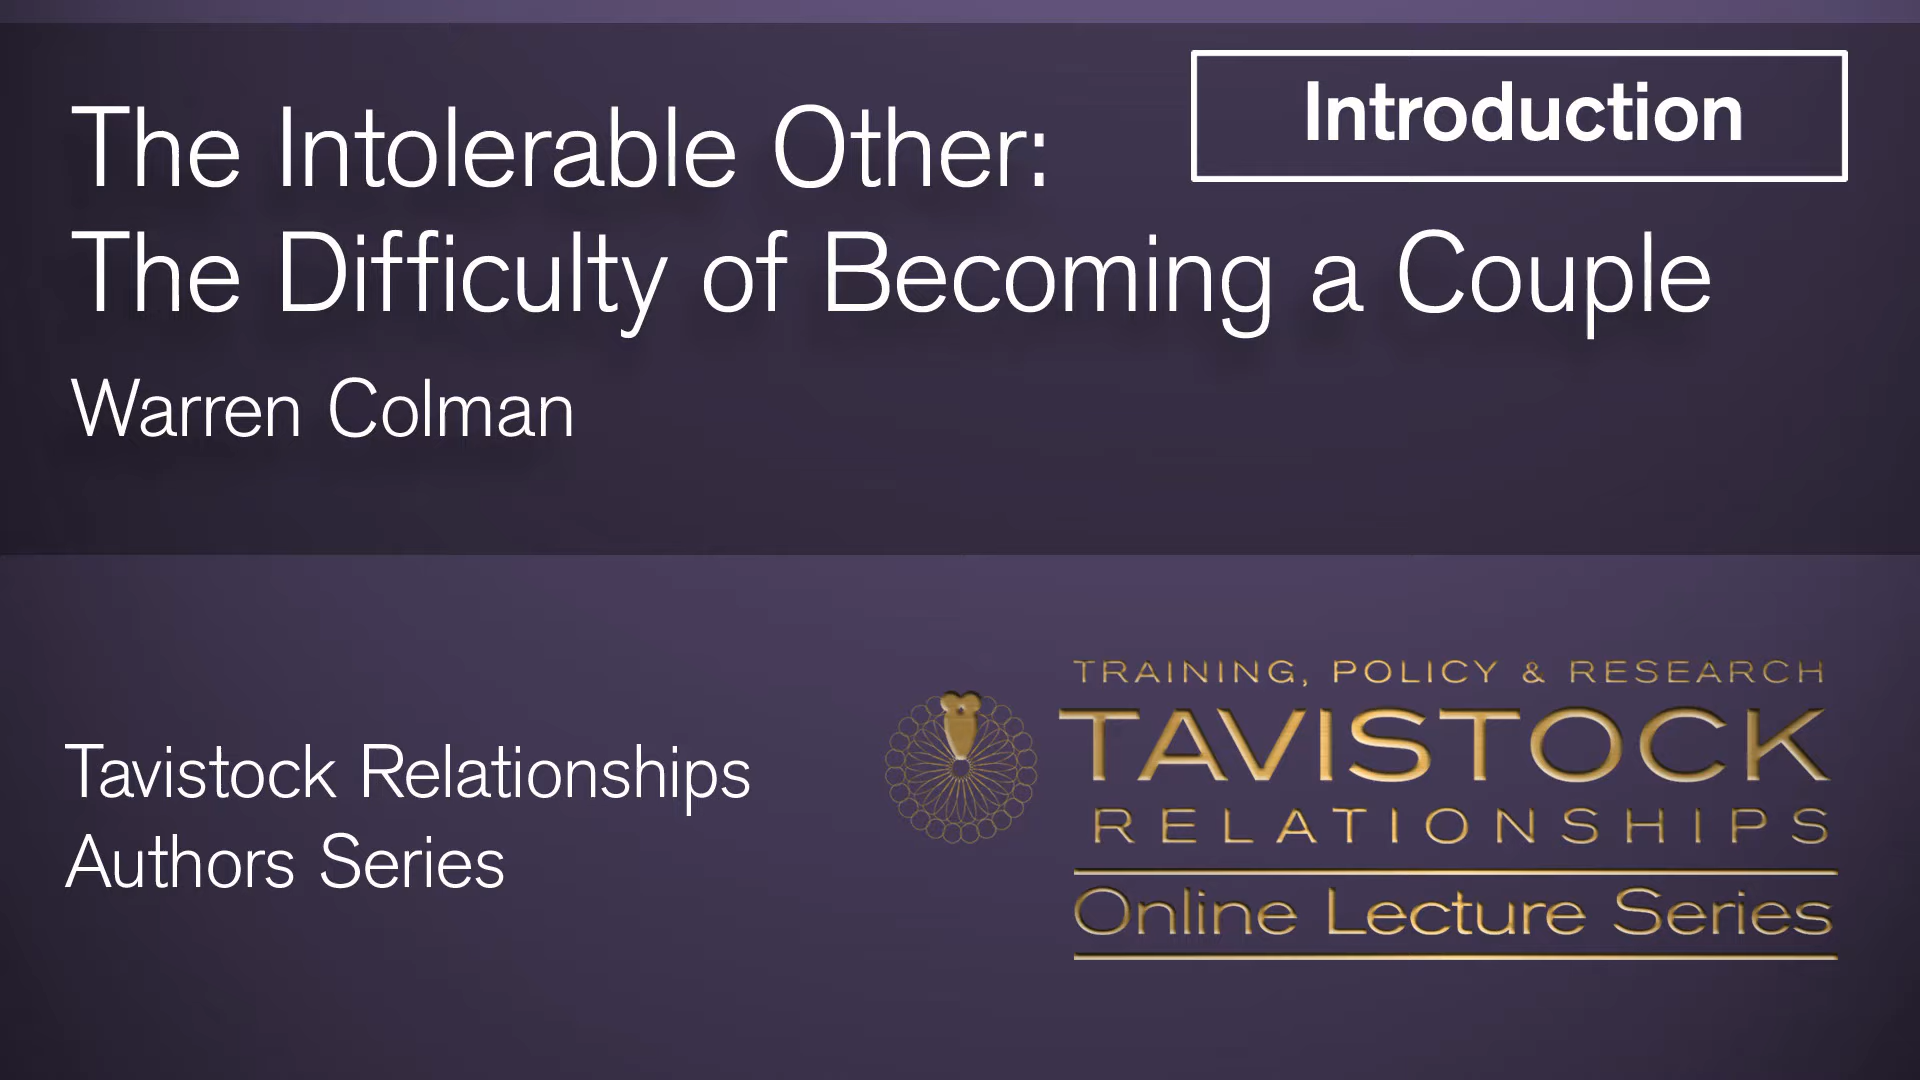 Introduction
The Intolerable Other:
The Difficulty of Becoming a Couple
Warren Colman
Tavistock Relationships
Authors Series
TRAINING, POLICY & RESEARCH
TAVISTOCK
RELATIONSHIPS
Online Lecture Series